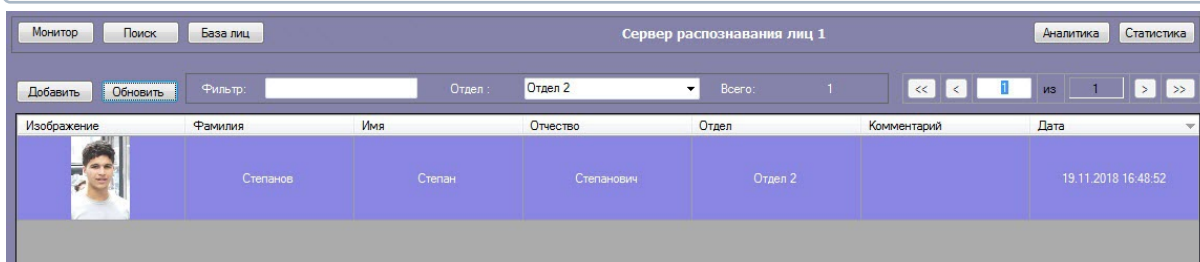 Монитор Поиск База лиц Сервер распознавания лиц 1 Аналитика Статистика
Добавить Обновить Фильтр: Отдел : Отдел 2 Всего: 1 << < 1 из 1 > >>
Изображение Фамилия Имя Отчество Отдел Комментарий Дата
Степанов Степан Степанович Отдел 2 19.11.2018 16:48:52